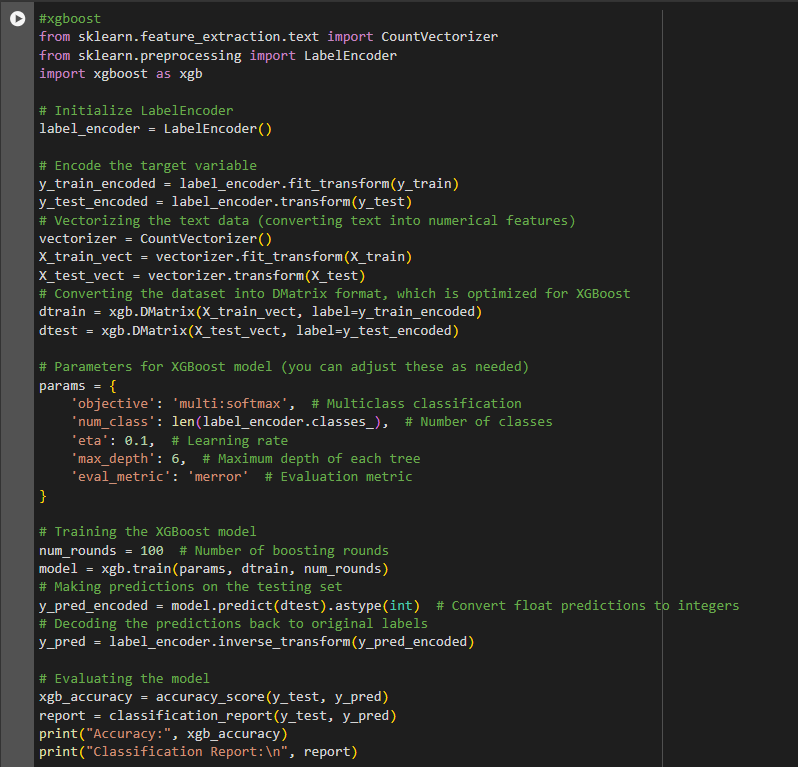 #xgboost
from sklearn.feature_extraction.text import CountVectorizer
from sklearn.preprocessing import LabelEncoder
import xgboost as xgb

# Initialize LabelEncoder
label_encoder = LabelEncoder()

# Encode the target variable
y_train_encoded = label_encoder.fit_transform(y_train)
y_test_encoded = label_encoder.transform(y_test)
# Vectorizing the text data (converting text into numerical features)
vectorizer = CountVectorizer()
X_train_vect = vectorizer.fit_transform(X_train)
X_test_vect = vectorizer.transform(X_test)
# Converting the dataset into DMatrix format, which is optimized for XGBoost
dtrain = xgb.DMatrix(X_train_vect, label=y_train_encoded)
dtest = xgb.DMatrix(X_test_vect, label=y_test_encoded)

# Parameters for XGBoost model (you can adjust these as needed)
params = {
    'objective': 'multi:softmax',  # Multiclass classification
    'num_class': len(label_encoder.classes_),  # Number of classes
    'eta': 0.1,  # Learning rate
    'max_depth': 6,  # Maximum depth of each tree
    'eval_metric': 'merror'  # Evaluation metric
}

# Training the XGBoost model
num_rounds = 100  # Number of boosting rounds
model = xgb.train(params, dtrain, num_rounds)
# Making predictions on the testing set
y_pred_encoded = model.predict(dtest).astype(int)  # Convert float predictions to integers
# Decoding the predictions back to original labels
y_pred = label_encoder.inverse_transform(y_pred_encoded)

# Evaluating the model
xgb_accuracy = accuracy_score(y_test, y_pred)
report = classification_report(y_test, y_pred)
print("Accuracy:", xgb_accuracy)
print("Classification Report:\n", report)